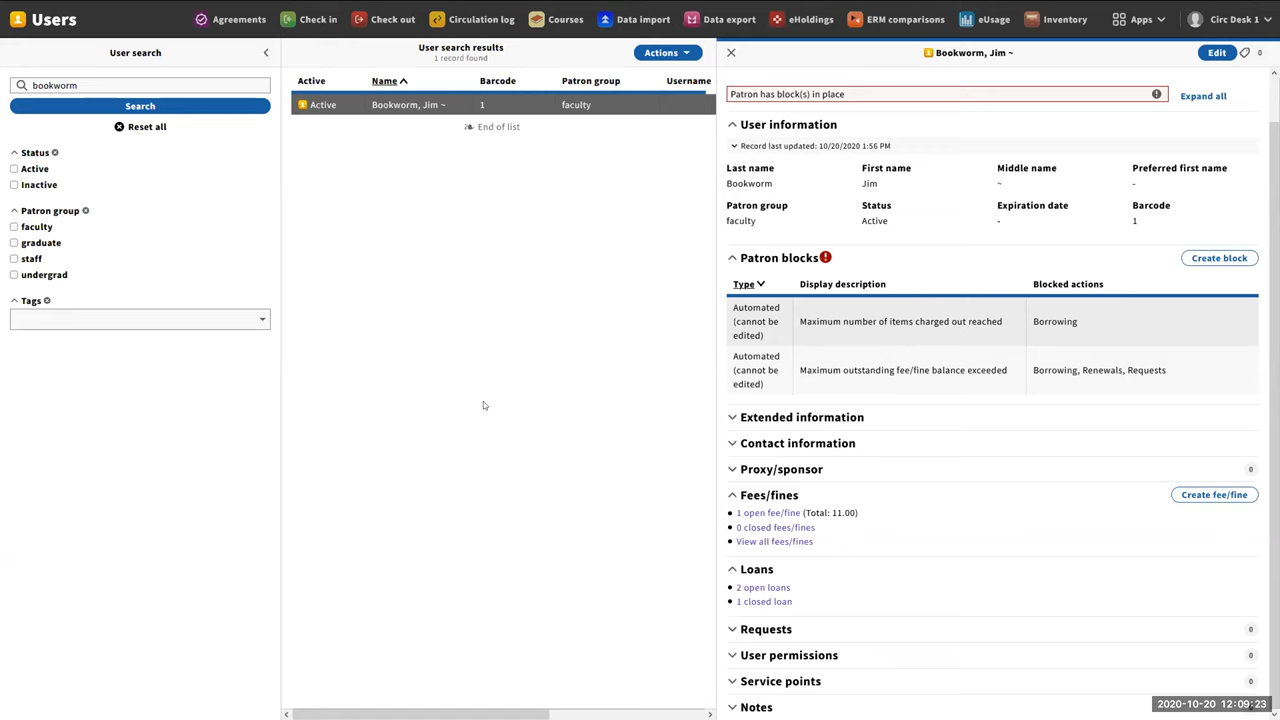 Users
Agreements
Check in
Check out
Circulation log
Courses
Data import
Data export
eHoldings
ERM comparisons
eUsage
Inventory
Apps
Circ Desk 1
User search
bookworm
Search
Reset all
Status
Active
Inactive
Patron group
faculty
graduate
staff
undergrad
Tags
User search results
1 record found
Actions
Active Name Barcode Patron group Username
Active Bookworm, Jim ~ 1 faculty
End of list
Bookworm, Jim ~
Edit
0
Patron has block(s) in place
Expand all
User information
Record last updated: 10/20/2020 1:56 PM
Last name First name Middle name Preferred first name
Bookworm Jim ~ -
Patron group Status Expiration date Barcode
faculty Active - 1
Patron blocks
Create block
Type Display description Blocked actions
Automated
(cannot be
edited)
Maximum number of items charged out reached
Borrowing
Automated
(cannot be
edited)
Maximum outstanding fee/fine balance exceeded
Borrowing, Renewals, Requests
Extended information
Contact information
Proxy/sponsor 0
Fees/fines
Create fee/fine
1 open fee/fine (Total: 11.00)
0 closed fees/fines
View all fees/fines
Loans
2 open loans
1 closed loan
Requests 0
User permissions 0
Service points 0
Notes
2020-10-20 12:09:23